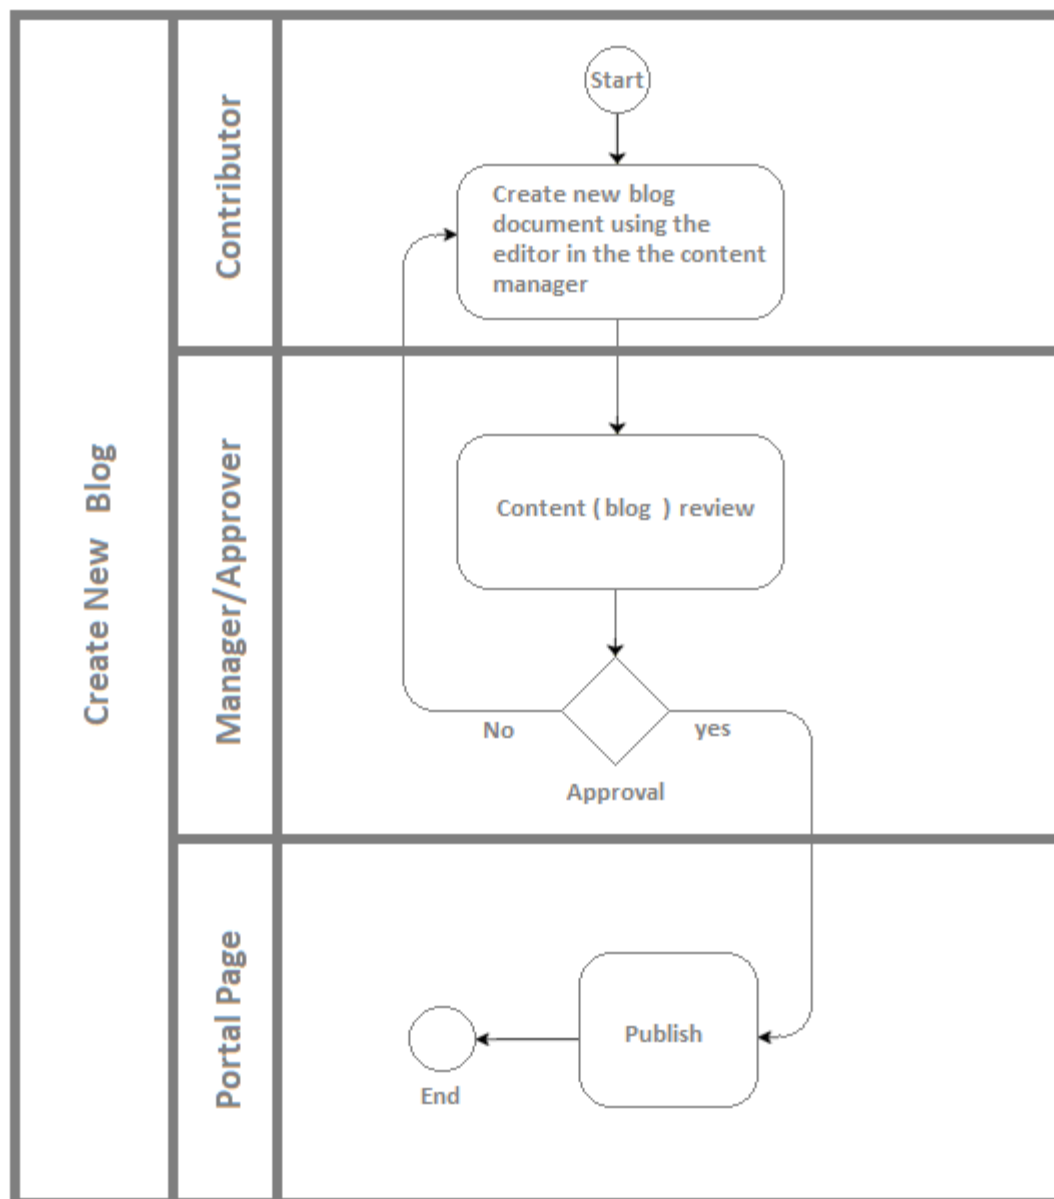 Create New Blog
Contributor
Start
Create new blog
document using the
editor in the the content
manager
Manager/Approver
Content ( blog ) review
No
yes
Approval
Portal Page
Publish
End